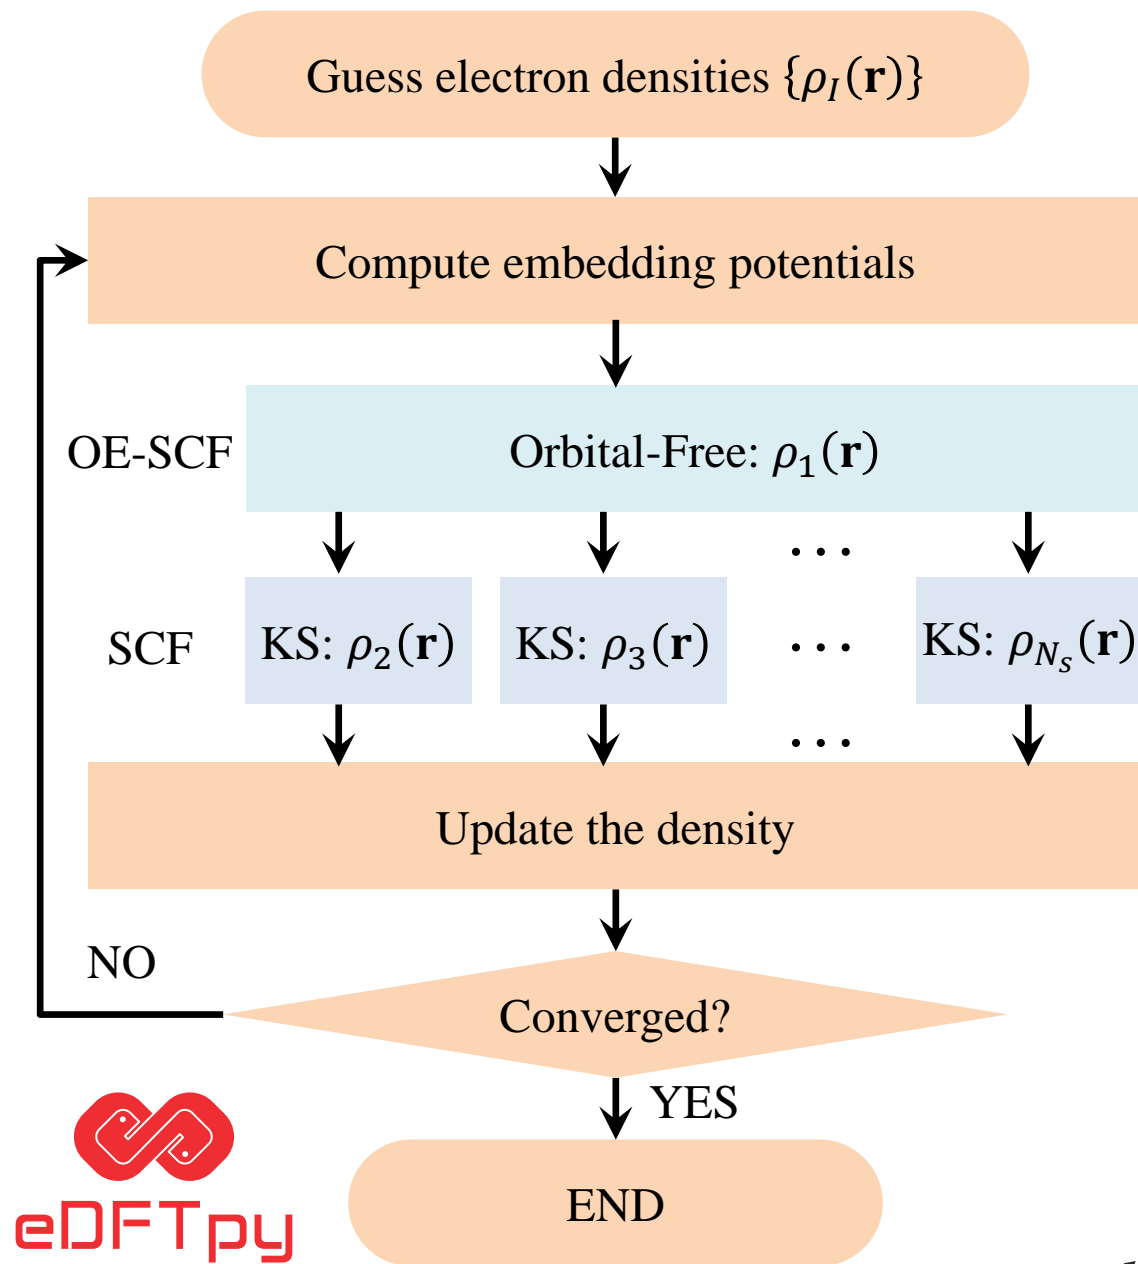 Guess electron densities {ρ_I(𝐫)}
Compute embedding potentials
OE-SCF
Orbital-Free: ρ_1(𝐫)
...
SCF
KS: ρ_2(𝐫)
KS: ρ_3(𝐫)
...
KS: ρ_{N_s}(𝐫)
...
Update the density
NO
Converged?
YES
END
eDFTpy